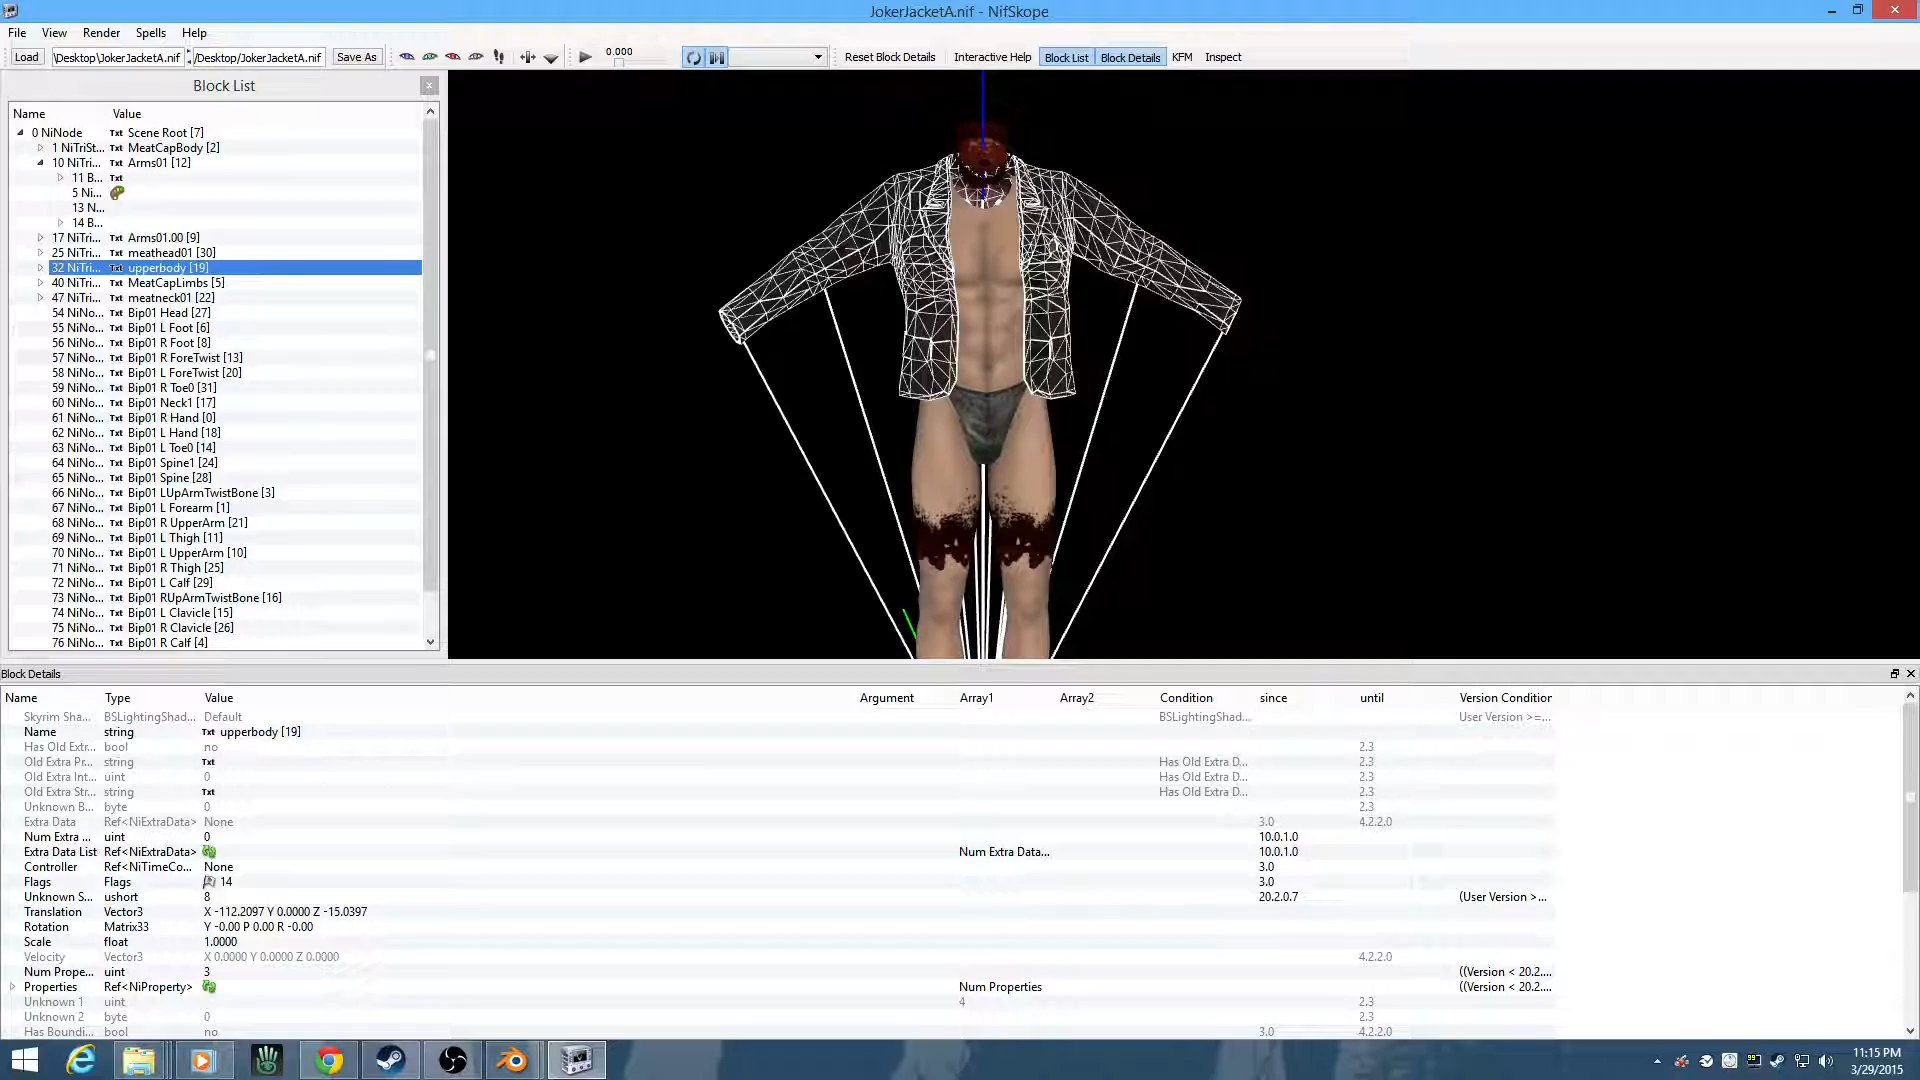 JokerJacketA.nif - NifSkope
File View Render Spells Help
Load \Desktop\JokerJacketA.nif /Desktop/JokerJacketA.nif Save As 0.000 Reset Block Details Interactive Help Block List Block Details KFM Inspect
Block List
Name Value
0 NiNode Txt Scene Root [7]
1 NiTriSt... Txt MeatCapBody [2]
10 NiTri... Txt Arms01 [12]
11 B... Txt
5 Ni...
13 N...
14 B...
17 NiTri... Txt Arms01.00 [9]
25 NiTri... Txt meathead01 [30]
32 NiTri... Txt upperbody [19]
40 NiTri... Txt MeatCapLimbs [5]
47 NiTri... Txt meatneck01 [22]
54 NiNo... Txt Bip01 Head [27]
55 NiNo... Txt Bip01 L Foot [6]
56 NiNo... Txt Bip01 R Foot [8]
57 NiNo... Txt Bip01 R ForeTwist [13]
58 NiNo... Txt Bip01 L ForeTwist [20]
59 NiNo... Txt Bip01 R Toe0 [31]
60 NiNo... Txt Bip01 Neck1 [17]
61 NiNo... Txt Bip01 R Hand [0]
62 NiNo... Txt Bip01 L Hand [18]
63 NiNo... Txt Bip01 L Toe0 [14]
64 NiNo... Txt Bip01 Spine1 [24]
65 NiNo... Txt Bip01 Spine [28]
66 NiNo... Txt Bip01 LUpArmTwistBone [3]
67 NiNo... Txt Bip01 L Forearm [1]
68 NiNo... Txt Bip01 R UpperArm [21]
69 NiNo... Txt Bip01 L Thigh [11]
70 NiNo... Txt Bip01 L UpperArm [10]
71 NiNo... Txt Bip01 R Thigh [25]
72 NiNo... Txt Bip01 L Calf [29]
73 NiNo... Txt Bip01 RUpArmTwistBone [16]
74 NiNo... Txt Bip01 L Clavicle [15]
75 NiNo... Txt Bip01 R Clavicle [26]
76 NiNo... Txt Bip01 R Calf [4]
Block Details
Name Type Value Argument Array1 Array2 Condition since until Version Condition
Skyrim Sha... BSLightingShad... Default BSLightingShad... User Version >=...
Name string Txt upperbody [19]
Has Old Extr... bool no 2.3
Old Extra Pr... string Txt Has Old Extra D... 2.3
Old Extra Int... uint 0 Has Old Extra D... 2.3
Old Extra Str... string Txt Has Old Extra D... 2.3
Unknown B... byte 0 2.3
Extra Data Ref<NiExtraData> None 3.0 4.2.2.0
Num Extra ... uint 0 10.0.1.0
Extra Data List Ref<NiExtraData> Num Extra Data... 10.0.1.0
Controller Ref<NiTimeCo... None 3.0
Flags Flags 14 3.0
Unknown S... ushort 8 20.2.0.7 (User Version >...
Translation Vector3 X -112.2097 Y 0.0000 Z -15.0397
Rotation Matrix33 Y -0.00 P 0.00 R -0.00
Scale float 1.0000
Velocity Vector3 X 0.0000 Y 0.0000 Z 0.0000 4.2.2.0
Num Prope... uint 3 ((Version < 20.2....
Properties Ref<NiProperty> Num Properties ((Version < 20.2....
Unknown 1 uint 4 2.3
Unknown 2 byte 0 2.3
Has Boundi... bool no 3.0 4.2.2.0
11:15 PM
3/29/2015